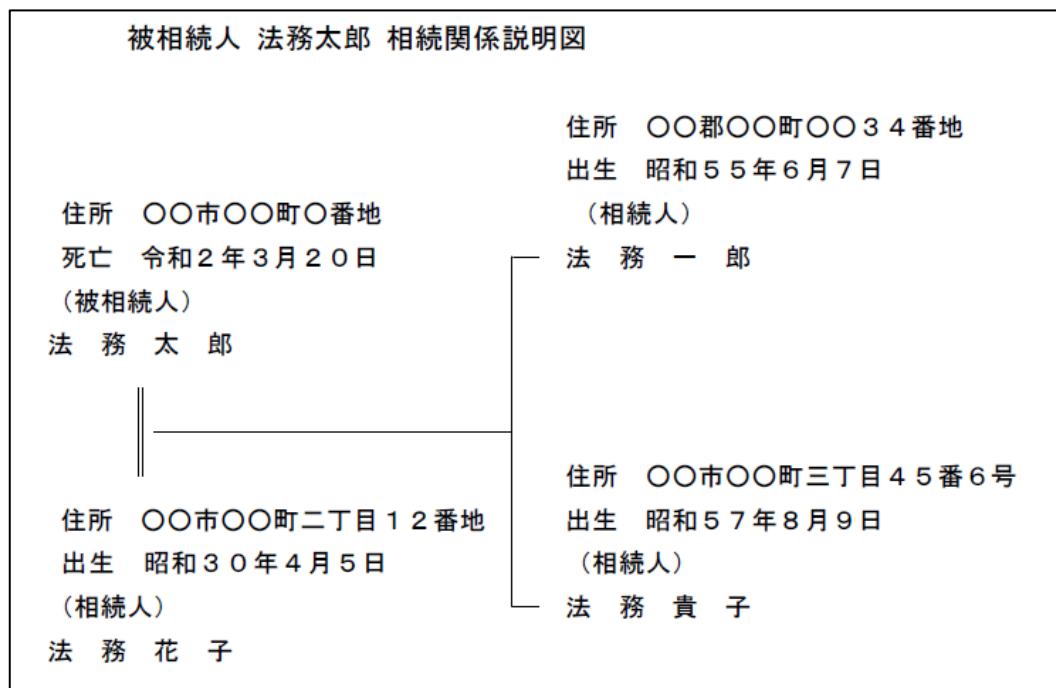 被相続人 法務太郎 相続関係説明図
住所　〇〇郡〇〇町〇〇３４番地
出生　昭和５５年６月７日
（相続人）
法　務　一　郎
住所　〇〇市〇〇町〇番地
死亡　令和２年３月２０日
（被相続人）
法　務　太　郎
住所　〇〇市〇〇町三丁目４５番６号
出生　昭和５７年８月９日
（相続人）
法　務　貴　子
住所　〇〇市〇〇町二丁目１２番地
出生　昭和３０年４月５日
（相続人）
法　務　花　子